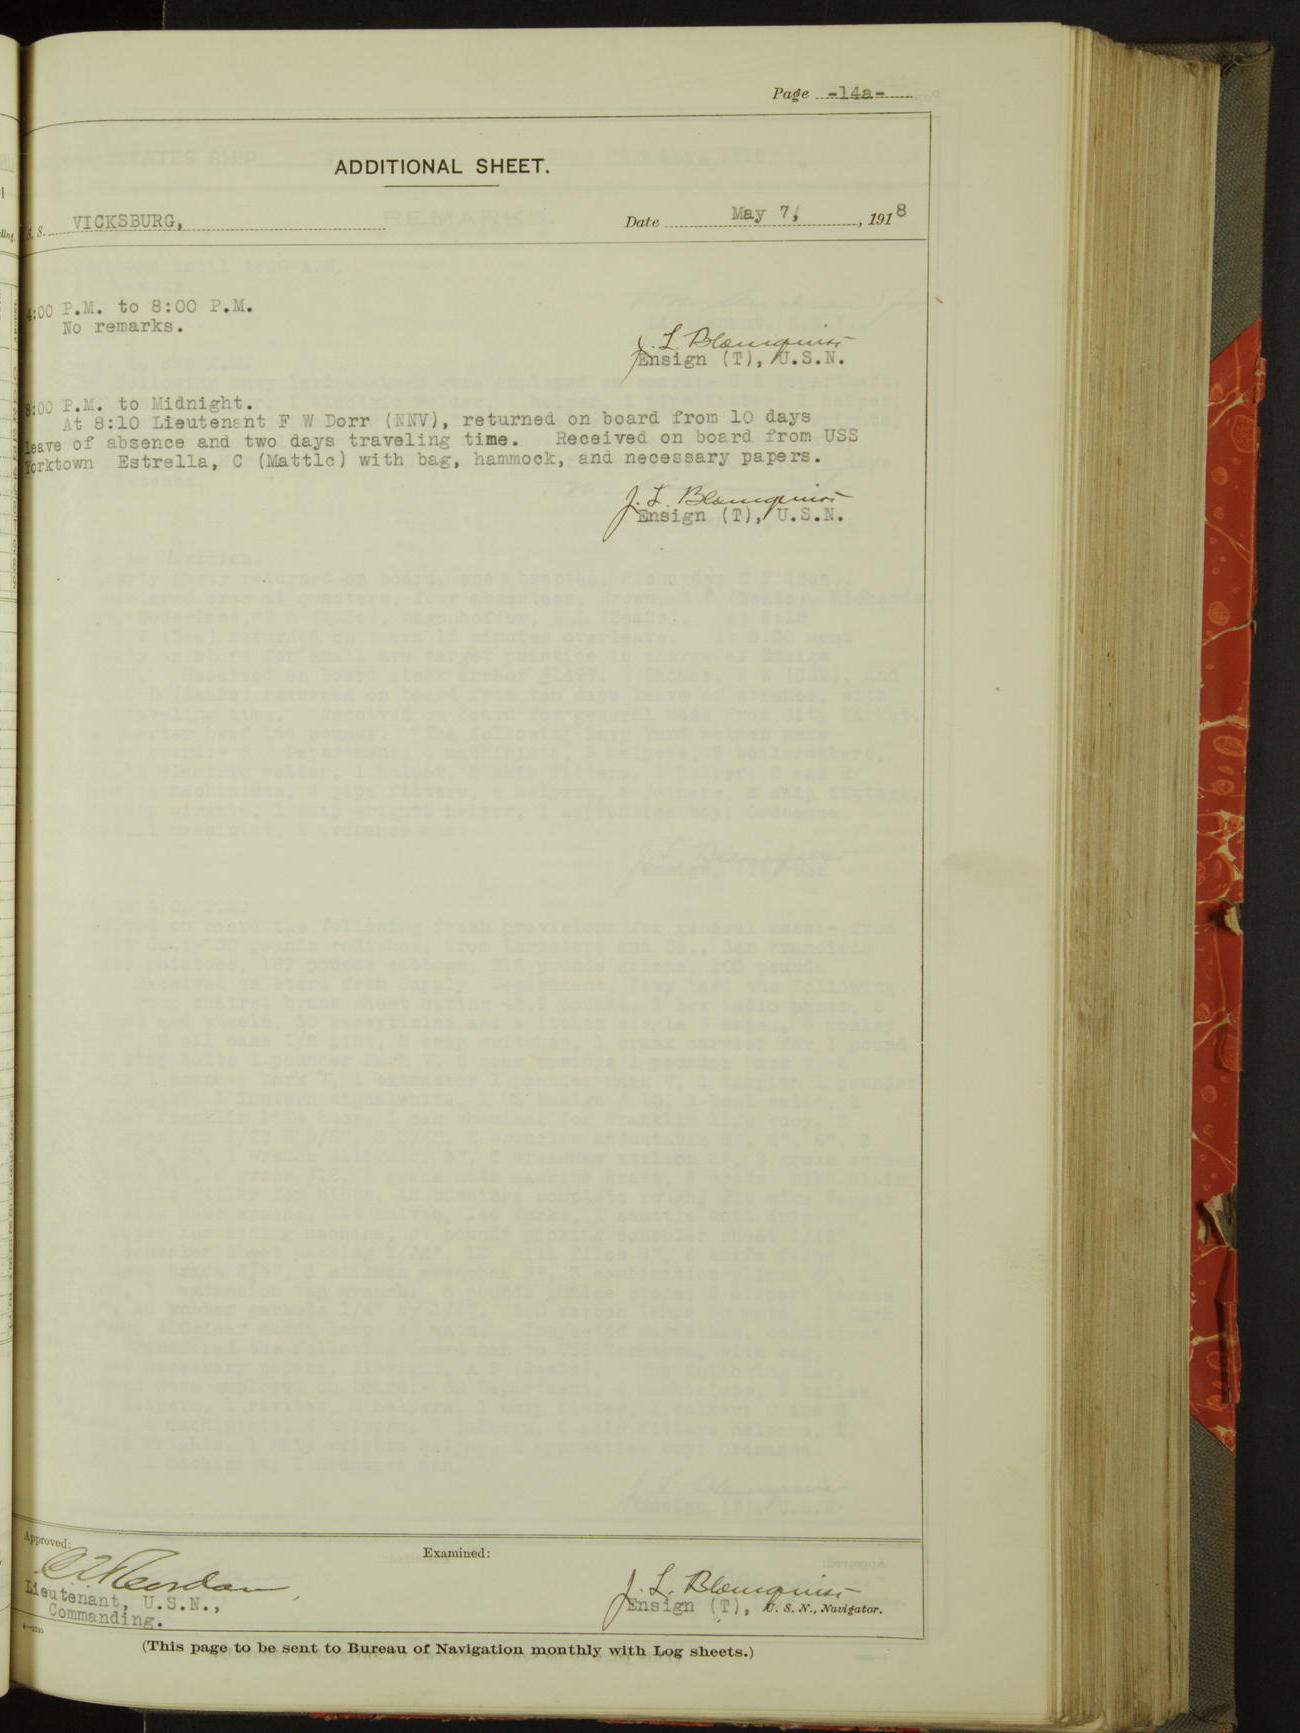 Page -14a-
ADDITIONAL SHEET.
S. S. VICKSBURG,
Date May 7, 1918
4:00 P.M. to 8:00 P.M.
No remarks.
J. L. Blomquist
Ensign (T), U.S.N.
8:00 P.M. to Midnight.
At 8:10 Lieutenant F W Dorr (NNV), returned on board from 10 days
leave of absence and two days traveling time. Received on board from USS
Yorktown Estrella, C (Mattlc) with bag, hammock, and necessary papers.
J. L. Blomquist
Ensign (T), U.S.N.
Approved:
Examined:
Lieutenant, U.S.N.,
Commanding.
J. L. Blomquist
Ensign (T), U. S. N., Navigator.
(This page to be sent to Bureau of Navigation monthly with Log sheets.)